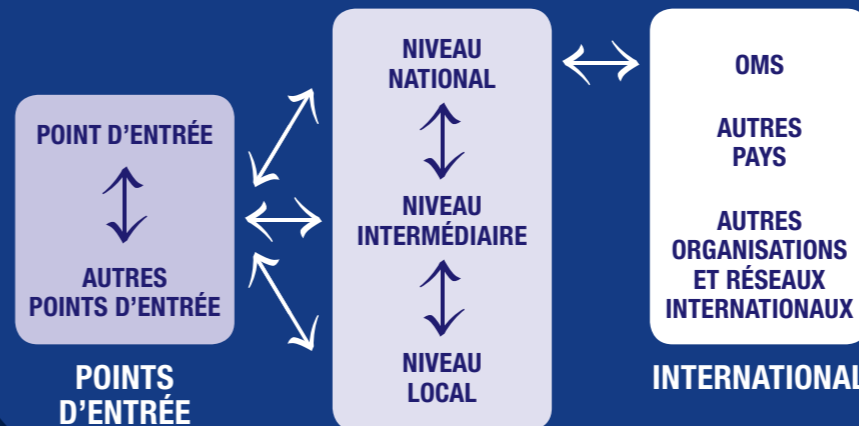 POINT D’ENTRÉE
AUTRES
POINTS D’ENTRÉE
POINTS
D’ENTRÉE
NIVEAU
NATIONAL
NIVEAU
INTERMÉDIAIRE
NIVEAU
LOCAL
OMS
AUTRES
PAYS
AUTRES
ORGANISATIONS
ET RÉSEAUX
INTERNATIONAUX
INTERNATIONAL